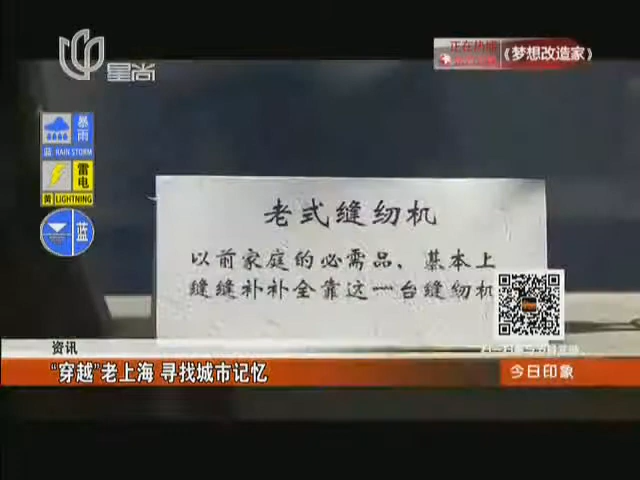 星尚
正在热播
《梦想改造家》
暴雨
蓝 RAIN STORM
雷电
黄 LIGHTNING
蓝
老式缝纫机
以前家庭的必需品、基本上
缝缝补补全靠这一台缝纫机
资讯
"穿越"老上海 寻找城市记忆
今日印象